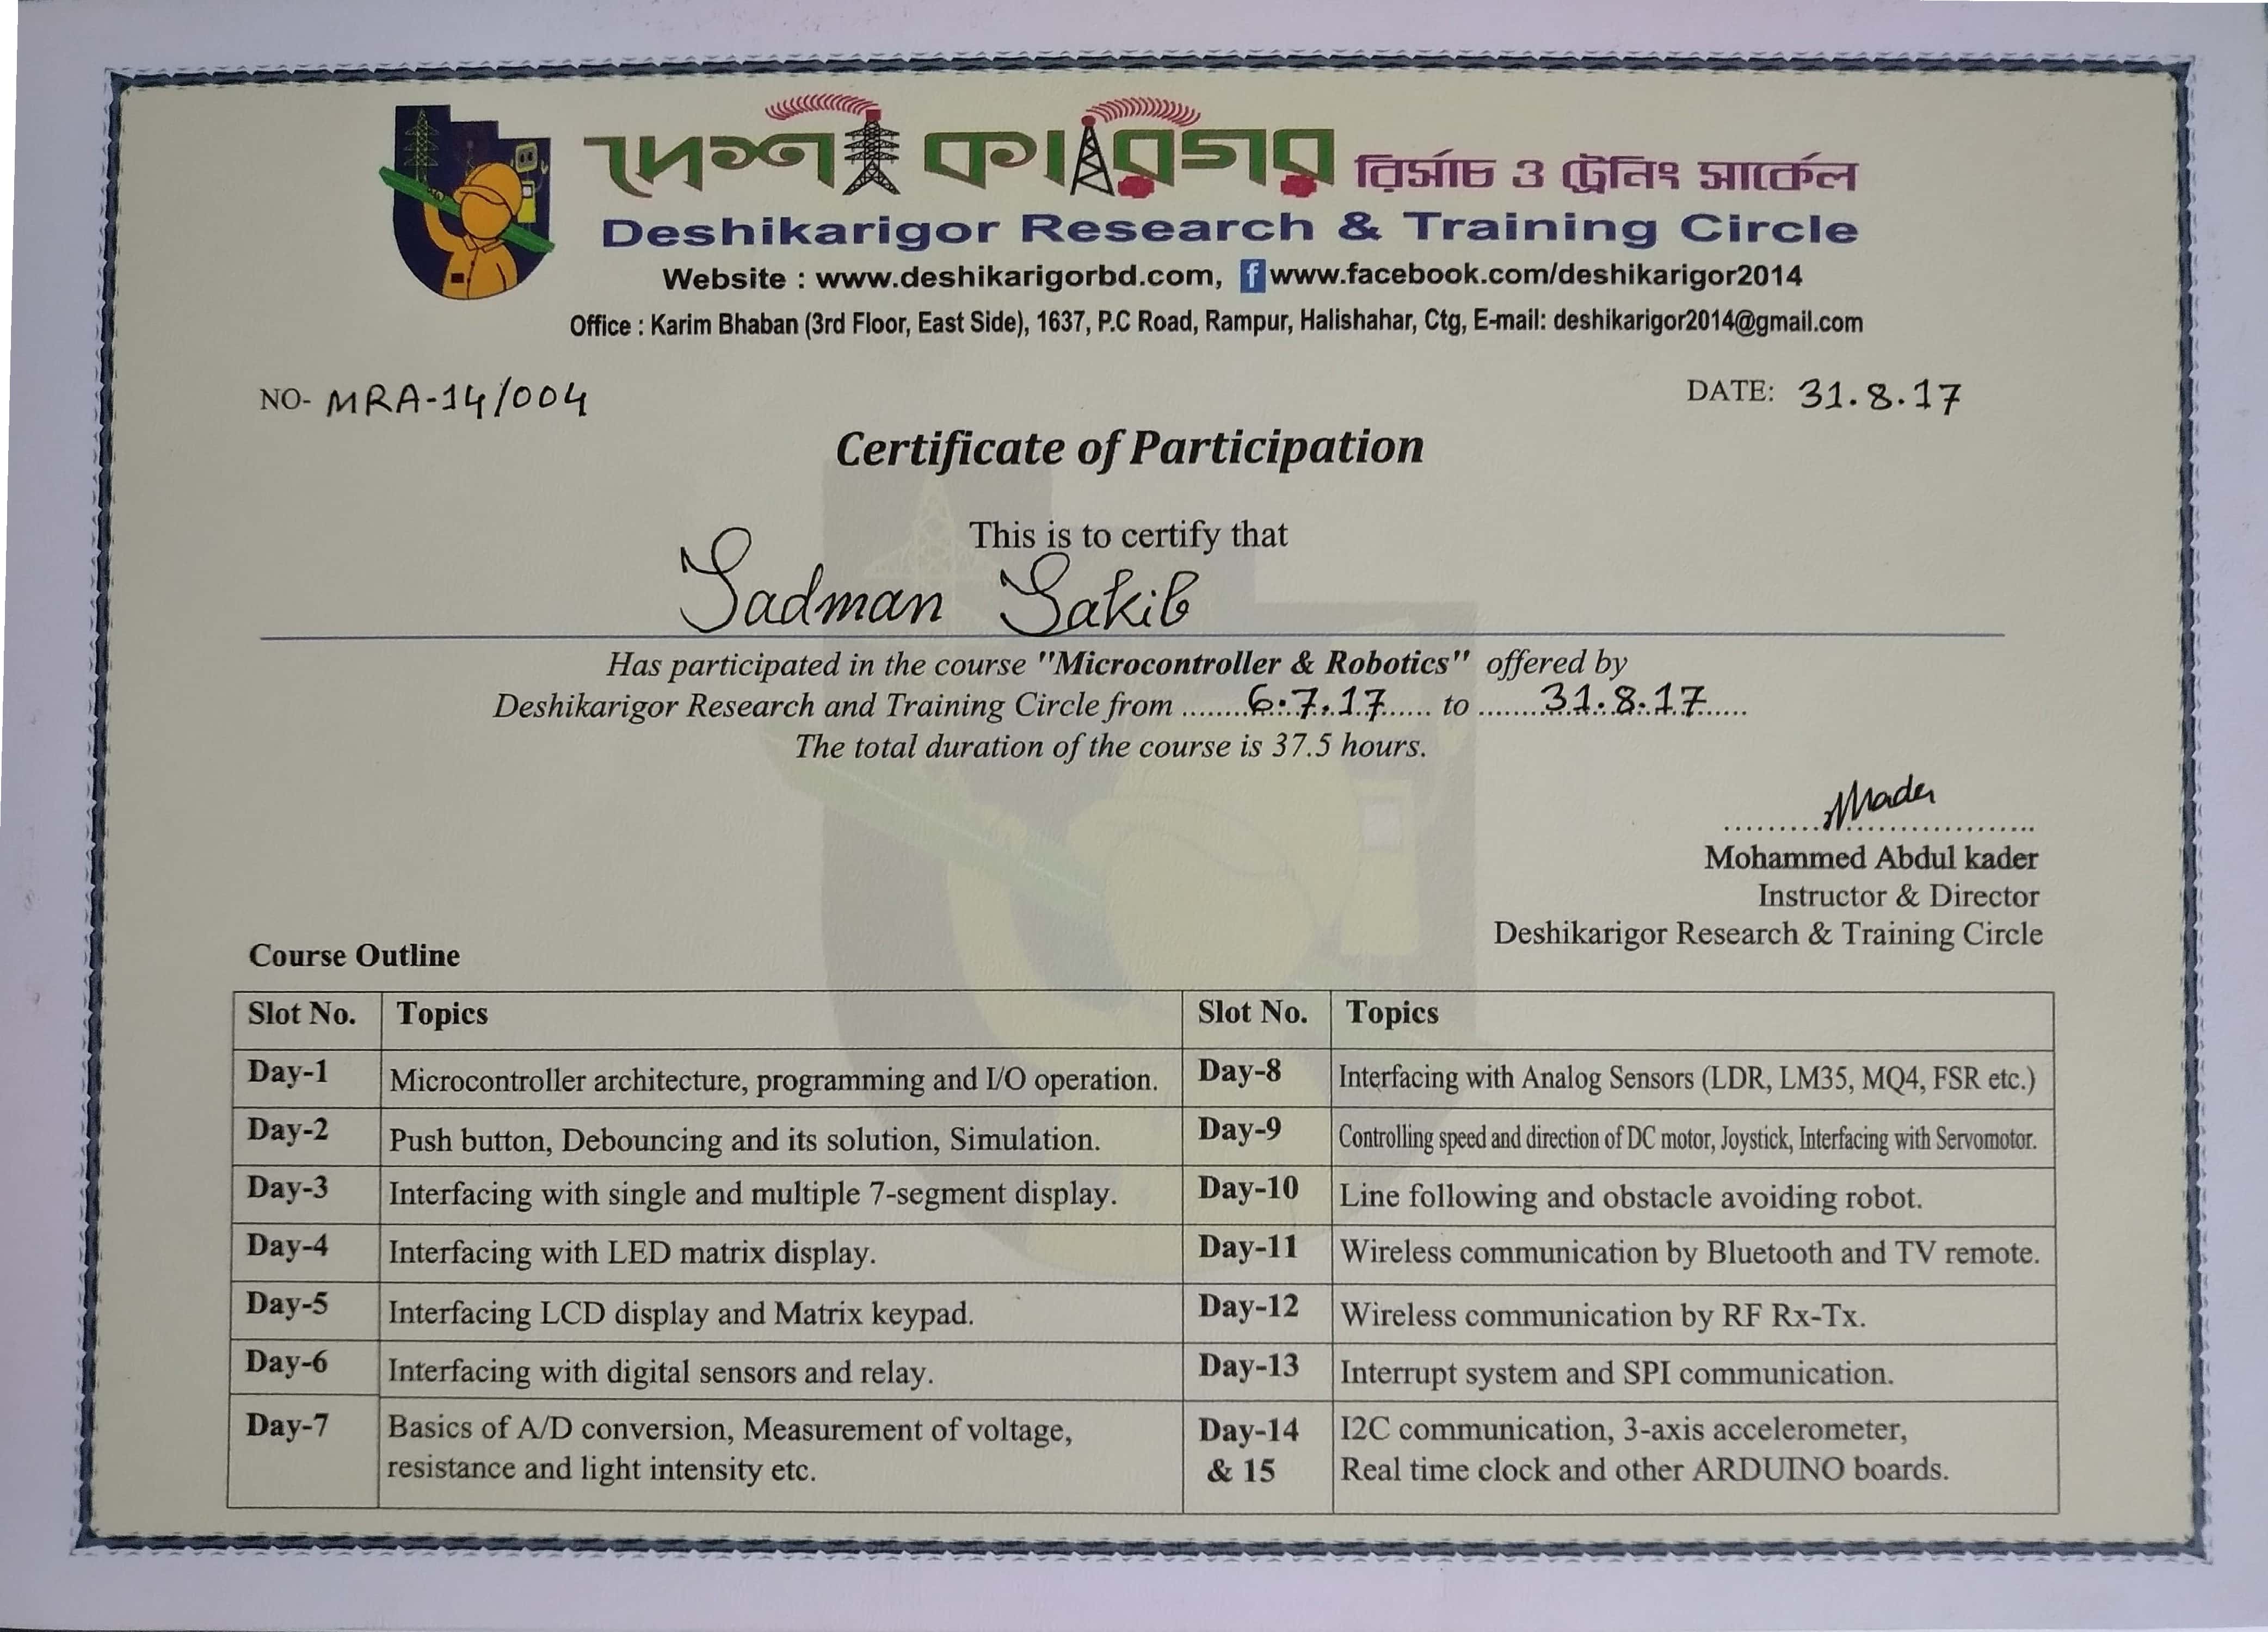 দেশী কারিগর রিসার্চ ও ট্রেনিং সার্কেল
Deshikarigor Research & Training Circle
Website : www.deshikarigorbd.com, f www.facebook.com/deshikarigor2014
Office : Karim Bhaban (3rd Floor, East Side), 1637, P.C Road, Rampur, Halishahar, Ctg, E-mail: deshikarigor2014@gmail.com
NO- MRA-14/004 DATE: 31.8.17
Certificate of Participation
This is to certify that
Sadman Sakib
Has participated in the course "Microcontroller & Robotics" offered by
Deshikarigor Research and Training Circle from ........6.7.17...... to ........31.8.17......
The total duration of the course is 37.5 hours.
Mohammed Abdul kader
Instructor & Director
Deshikarigor Research & Training Circle
Course Outline
Slot No. Topics Slot No. Topics
Day-1 Microcontroller architecture, programming and I/O operation. Day-8 Interfacing with Analog Sensors (LDR, LM35, MQ4, FSR etc.)
Day-2 Push button, Debouncing and its solution, Simulation. Day-9 Controlling speed and direction of DC motor, Joystick, Interfacing with Servomotor.
Day-3 Interfacing with single and multiple 7-segment display. Day-10 Line following and obstacle avoiding robot.
Day-4 Interfacing with LED matrix display. Day-11 Wireless communication by Bluetooth and TV remote.
Day-5 Interfacing LCD display and Matrix keypad. Day-12 Wireless communication by RF Rx-Tx.
Day-6 Interfacing with digital sensors and relay. Day-13 Interrupt system and SPI communication.
Day-7 Basics of A/D conversion, Measurement of voltage, Day-14 I2C communication, 3-axis accelerometer,
resistance and light intensity etc. & 15 Real time clock and other ARDUINO boards.